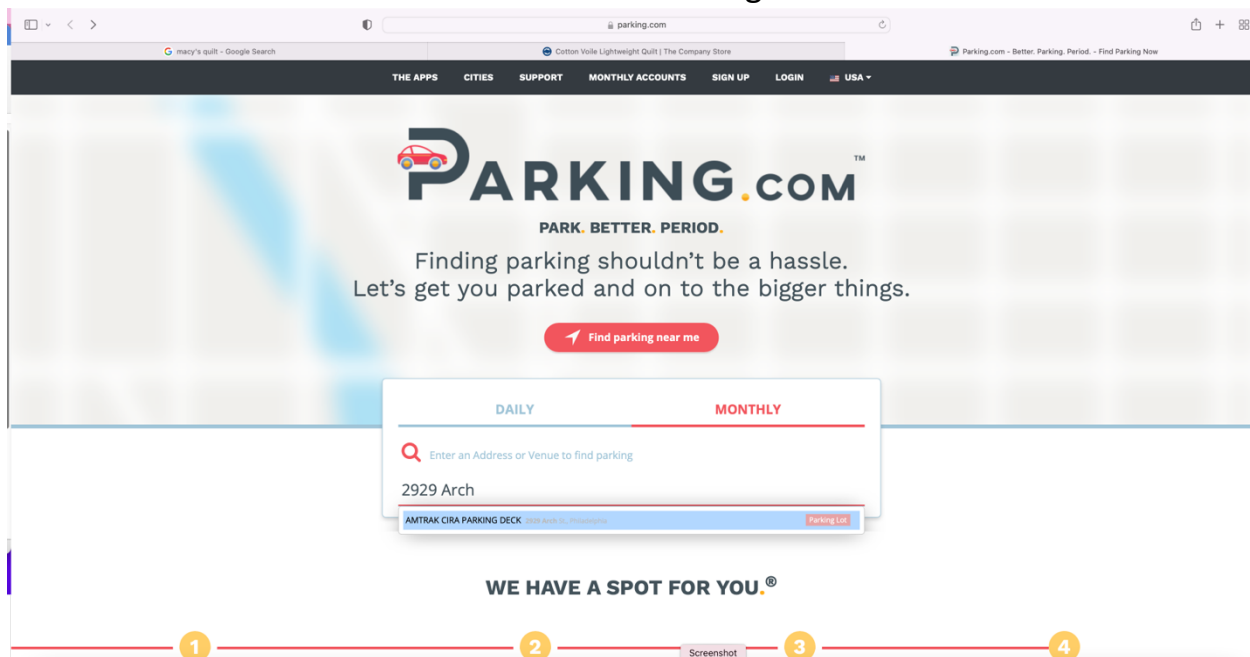 parking.com
macy's quilt - Google Search
Cotton Voile Lightweight Quilt | The Company Store
Parking.com - Better. Parking. Period. - Find Parking Now
THE APPS CITIES SUPPORT MONTHLY ACCOUNTS SIGN UP LOGIN USA
PARKING.COM™
PARK. BETTER. PERIOD.
Finding parking shouldn't be a hassle.
Let's get you parked and on to the bigger things.
Find parking near me
DAILY MONTHLY
Enter an Address or Venue to find parking
2929 Arch
AMTRAK CIRA PARKING DECK Arch St, Philadelphia Parking Lot
WE HAVE A SPOT FOR YOU.®
1 2 3 4
Screenshot